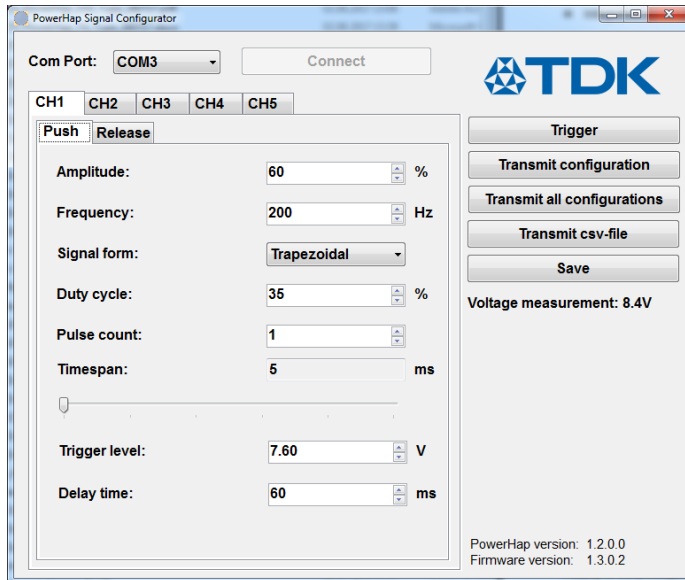 PowerHap Signal Configurator
Com Port: COM3 Connect
TDK
CH1 CH2 CH3 CH4 CH5
Push Release
Amplitude: 60 %
Frequency: 200 Hz
Signal form: Trapezoidal
Duty cycle: 35 %
Pulse count: 1
Timespan: 5 ms
Trigger level: 7.60 V
Delay time: 60 ms
Trigger
Transmit configuration
Transmit all configurations
Transmit csv-file
Save
Voltage measurement: 8.4V
PowerHap version: 1.2.0.0
Firmware version: 1.3.0.2